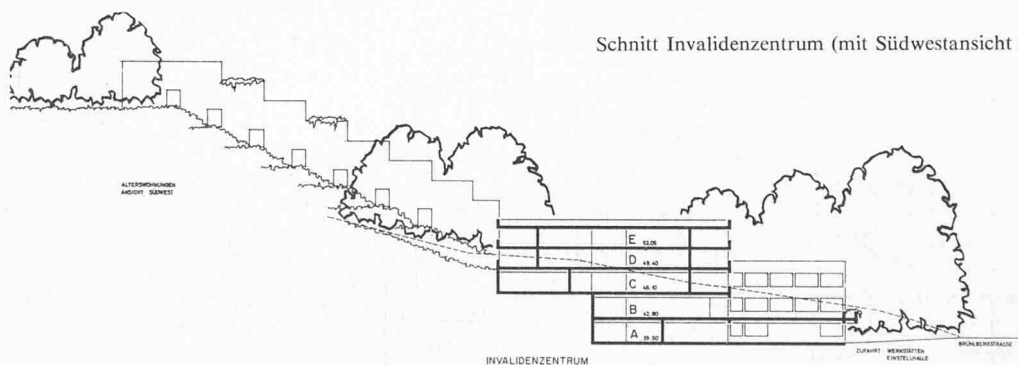 Schnitt Invalidenzentrum (mit Südwestansicht
ALTERSWOHNUNGEN
ANSICHT SÜDWEST
E 52.05
D 49.40
C 46.10
B 42.80
A 39.50
ZUFAHRT WERKSTÄTTEN
EINSTELLHALLE
BRÜHLBERGSTRASSE
INVALIDENZENTRUM